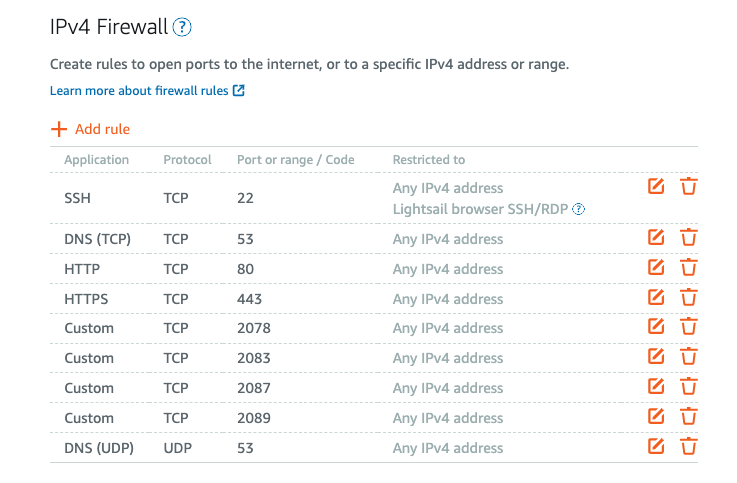 IPv4 Firewall ?
Create rules to open ports to the internet, or to a specific IPv4 address or range.
Learn more about firewall rules
+ Add rule
Application Protocol Port or range / Code Restricted to
SSH TCP 22 Any IPv4 address
Lightsail browser SSH/RDP ?
DNS (TCP) TCP 53 Any IPv4 address
HTTP TCP 80 Any IPv4 address
HTTPS TCP 443 Any IPv4 address
Custom TCP 2078 Any IPv4 address
Custom TCP 2083 Any IPv4 address
Custom TCP 2087 Any IPv4 address
Custom TCP 2089 Any IPv4 address
DNS (UDP) UDP 53 Any IPv4 address